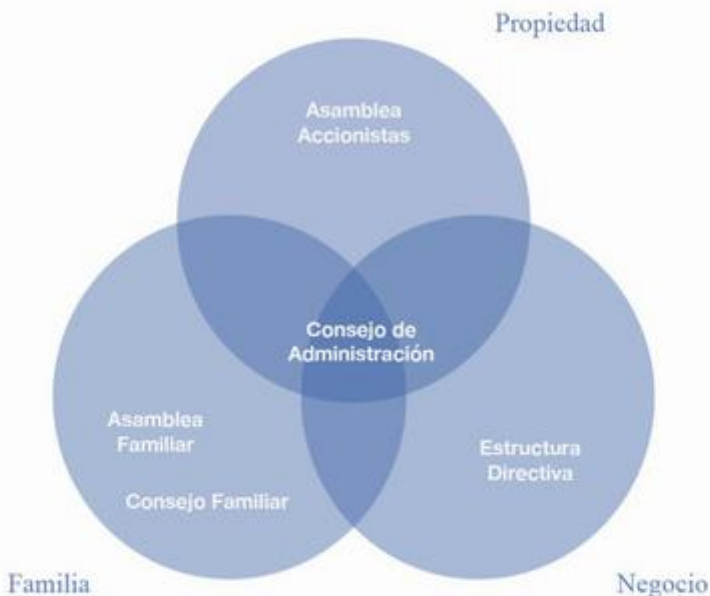 Propiedad
Asamblea
Accionistas
Consejo de
Administración
Asamblea
Familiar
Consejo Familiar
Estructura
Directiva
Familia
Negocio